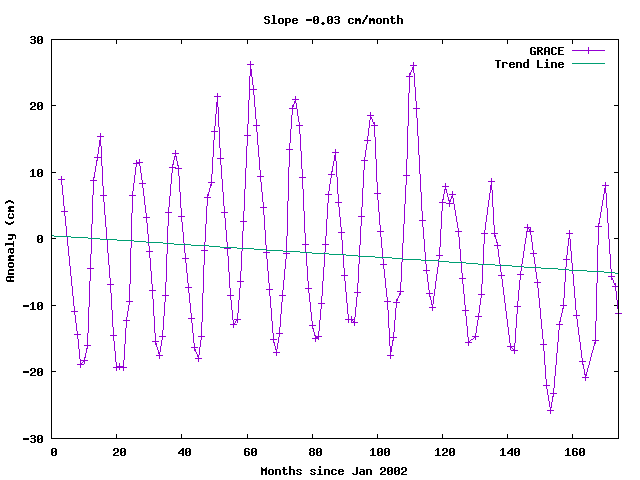 Slope -0.03 cm/month
30
20
10
0
-10
-20
-30
Anomaly (cm)
GRACE
Trend Line
0 20 40 60 80 100 120 140 160
Months since Jan 2002